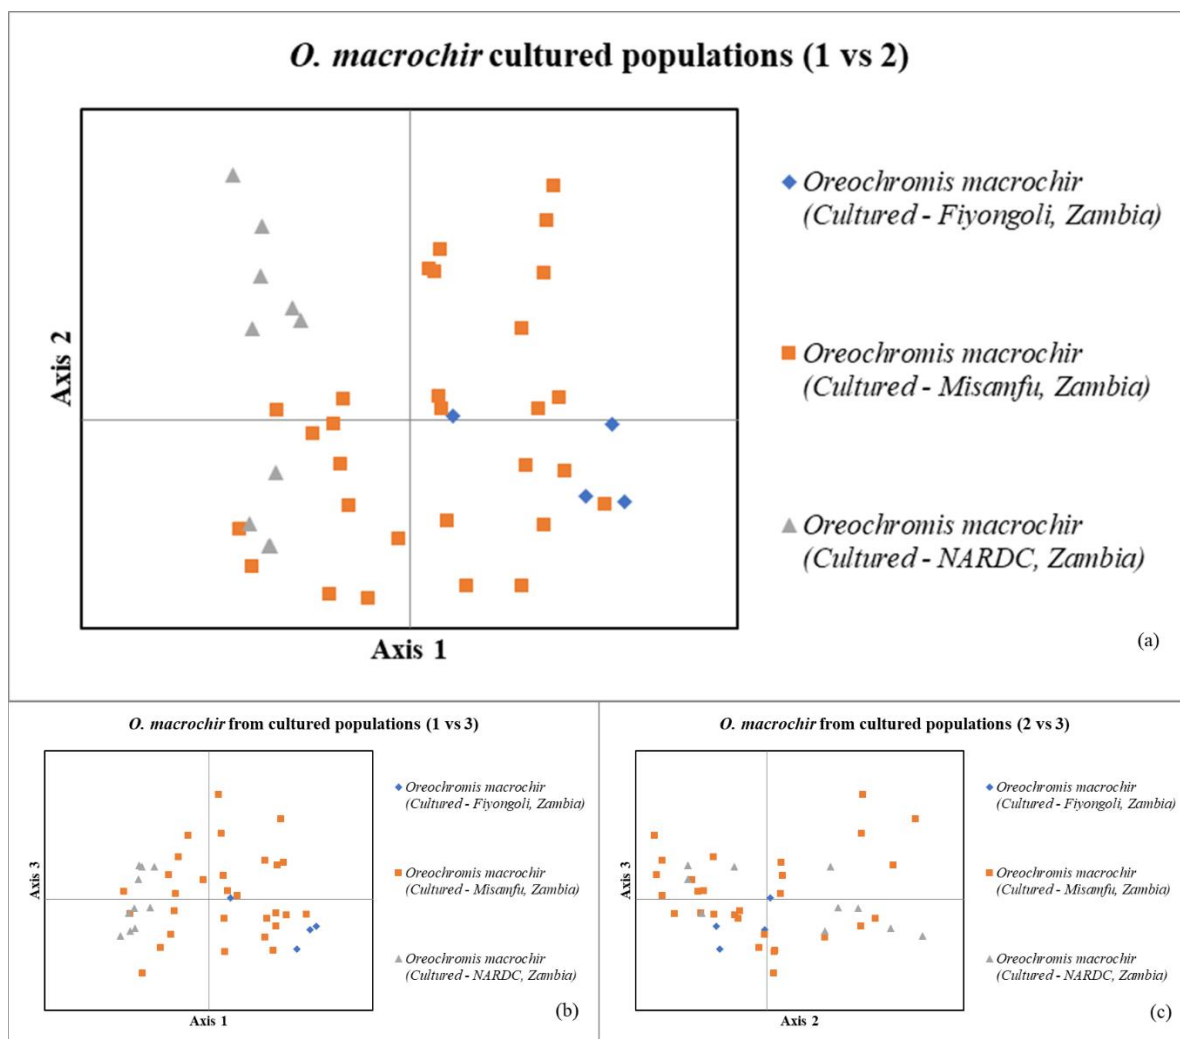 O. macrochir cultured populations (1 vs 2)
Axis 2
Oreochromis macrochir
(Cultured - Fiyongoli, Zambia)
Oreochromis macrochir
(Cultured - Misamfu, Zambia)
Oreochromis macrochir
(Cultured - NARDC, Zambia)
Axis 1
(a)
O. macrochir from cultured populations (1 vs 3)
Axis 3
Oreochromis macrochir
(Cultured - Fiyongoli, Zambia)
Oreochromis macrochir
(Cultured - Misamfu, Zambia)
Oreochromis macrochir
(Cultured - NARDC, Zambia)
Axis 1
(b)
O. macrochir from cultured populations (2 vs 3)
Axis 3
Oreochromis macrochir
(Cultured - Fiyongoli, Zambia)
Oreochromis macrochir
(Cultured - Misamfu, Zambia)
Oreochromis macrochir
(Cultured - NARDC, Zambia)
Axis 2
(c)